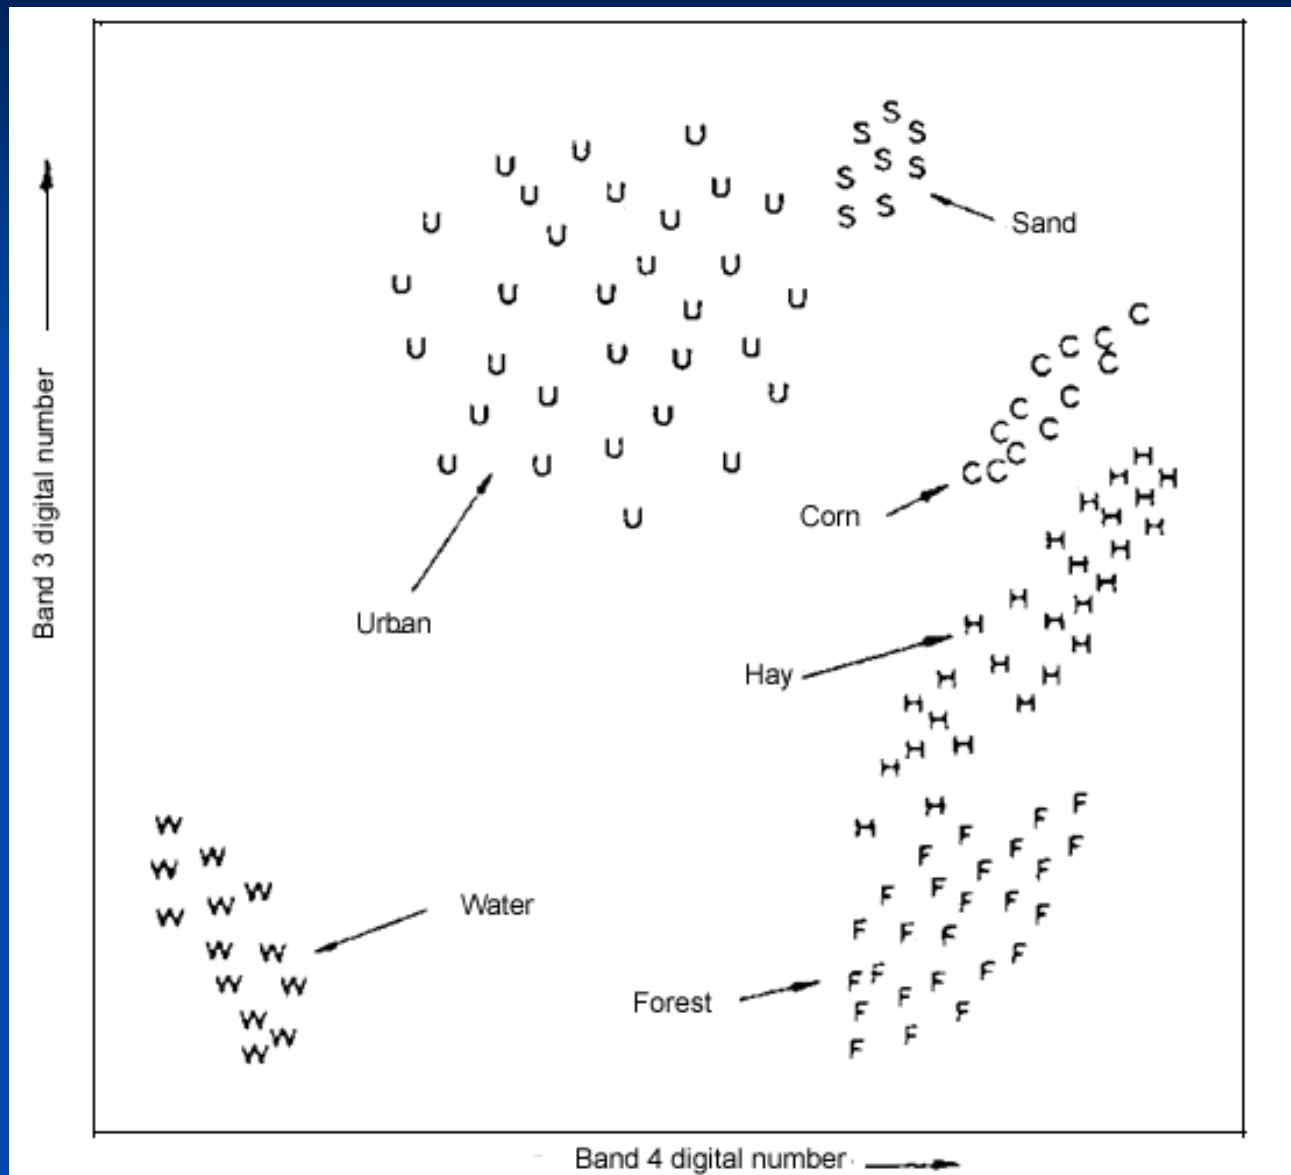 U U U U U U U U U U U U U U U U U U U U U U U U U U U U U U U
S S S S S S S S
Sand
C C C C C C C C C C C C
Corn
H H H H H H H H H H H H H H H H H H H H H H H H H H H
Urban
Hay
W W W W W W W W W W W W W
Water
F F F F F F F F F F F F F F F F F F F F F F F F F F
Forest
Band 3 digital number
Band 4 digital number